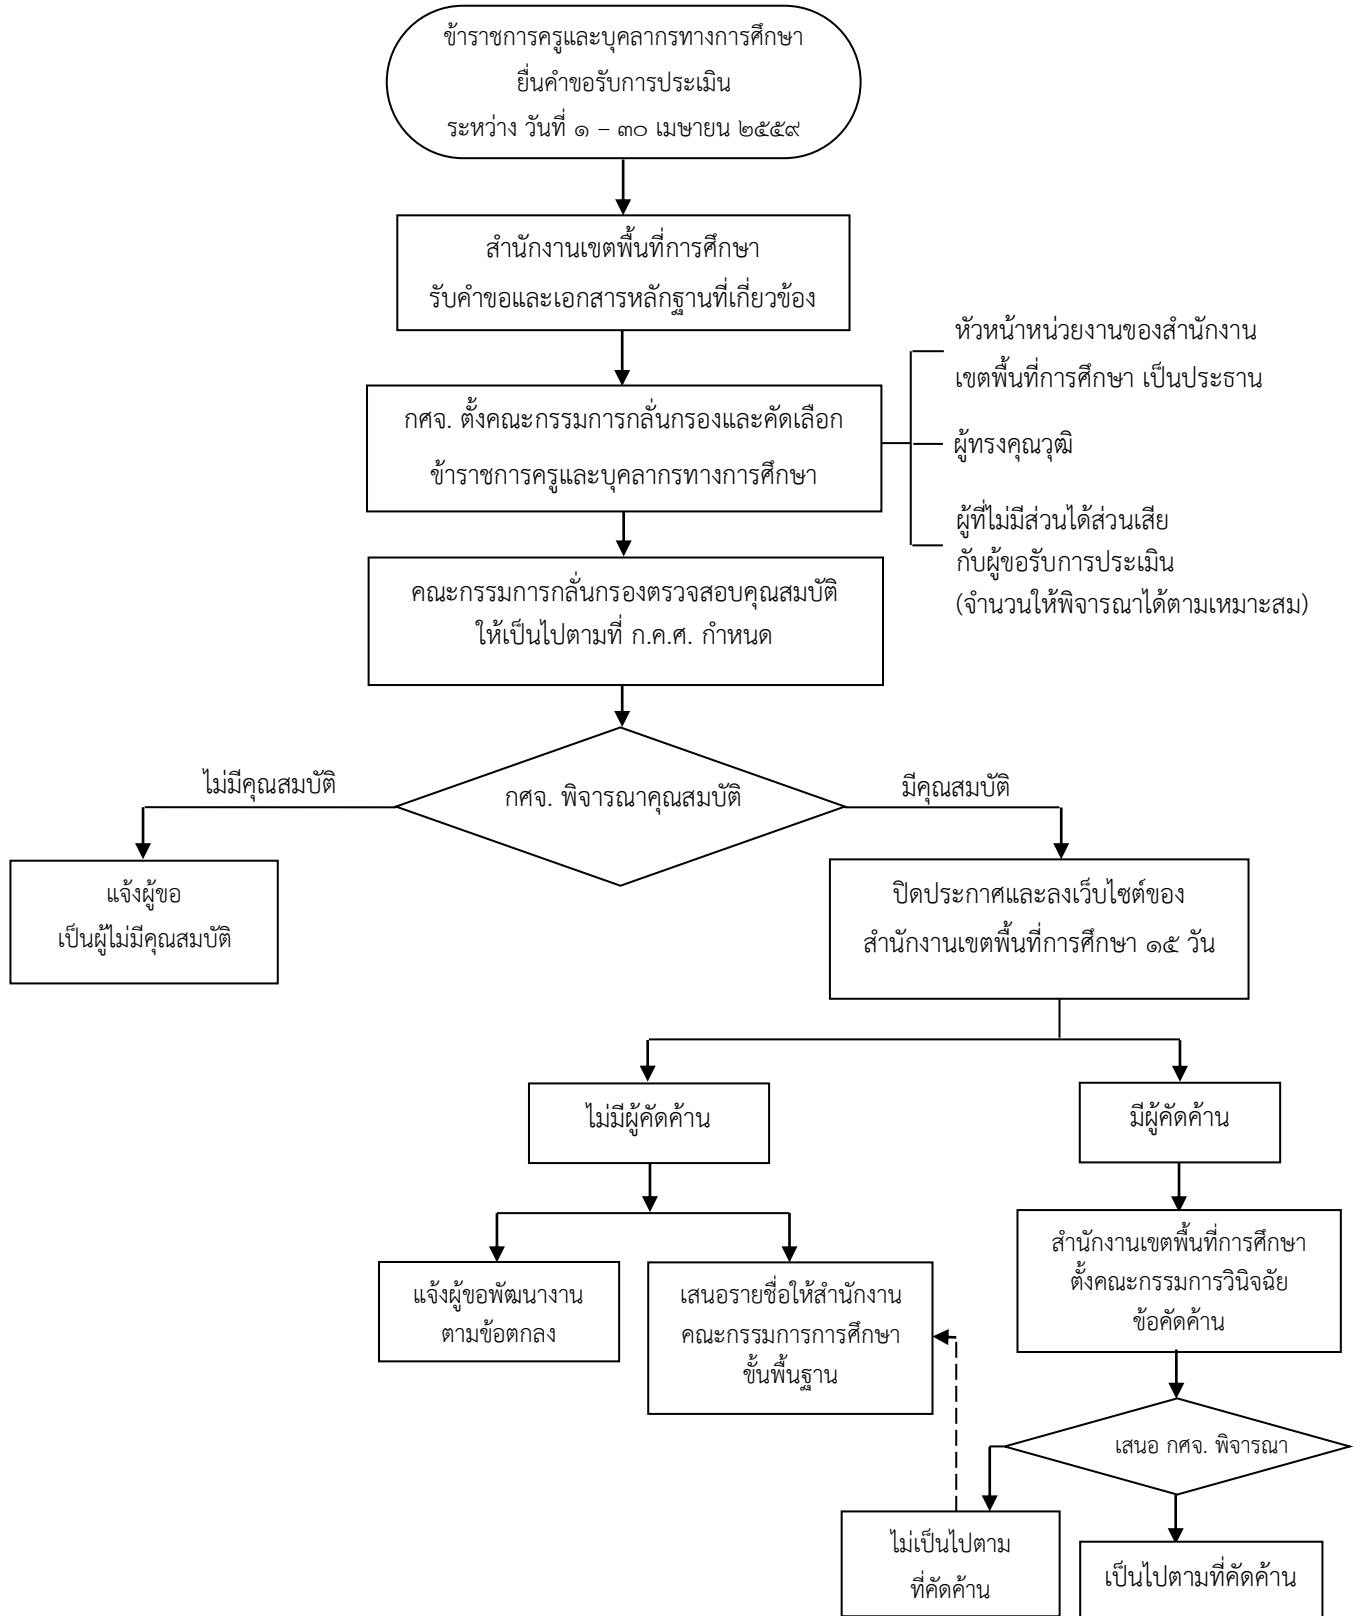 ข้าราชการครูและบุคลากรทางการศึกษา
ยื่นคำขอรับการประเมิน
ระหว่าง วันที่ ๑ – ๓๐ เมษายน ๒๕๕๙
สำนักงานเขตพื้นที่การศึกษา
รับคำขอและเอกสารหลักฐานที่เกี่ยวข้อง
กศจ. ตั้งคณะกรรมการกลั่นกรองและคัดเลือก
ข้าราชการครูและบุคลากรทางการศึกษา
หัวหน้าหน่วยงานของสำนักงาน
เขตพื้นที่การศึกษา เป็นประธาน
ผู้ทรงคุณวุฒิ
ผู้ที่ไม่มีส่วนได้ส่วนเสีย
กับผู้ขอรับการประเมิน
(จำนวนให้พิจารณาได้ตามเหมาะสม)
คณะกรรมการกลั่นกรองตรวจสอบคุณสมบัติ
ให้เป็นไปตามที่ ก.ค.ศ. กำหนด
กศจ. พิจารณาคุณสมบัติ
ไม่มีคุณสมบัติ
มีคุณสมบัติ
แจ้งผู้ขอ
เป็นผู้ไม่มีคุณสมบัติ
ปิดประกาศและลงเว็บไซต์ของ
สำนักงานเขตพื้นที่การศึกษา ๑๕ วัน
ไม่มีผู้คัดค้าน
มีผู้คัดค้าน
แจ้งผู้ขอพัฒนางาน
ตามข้อตกลง
เสนอรายชื่อให้สำนักงาน
คณะกรรมการการศึกษา
ขั้นพื้นฐาน
สำนักงานเขตพื้นที่การศึกษา
ตั้งคณะกรรมการวินิจฉัย
ข้อคัดค้าน
เสนอ กศจ. พิจารณา
ไม่เป็นไปตาม
ที่คัดค้าน
เป็นไปตามที่คัดค้าน